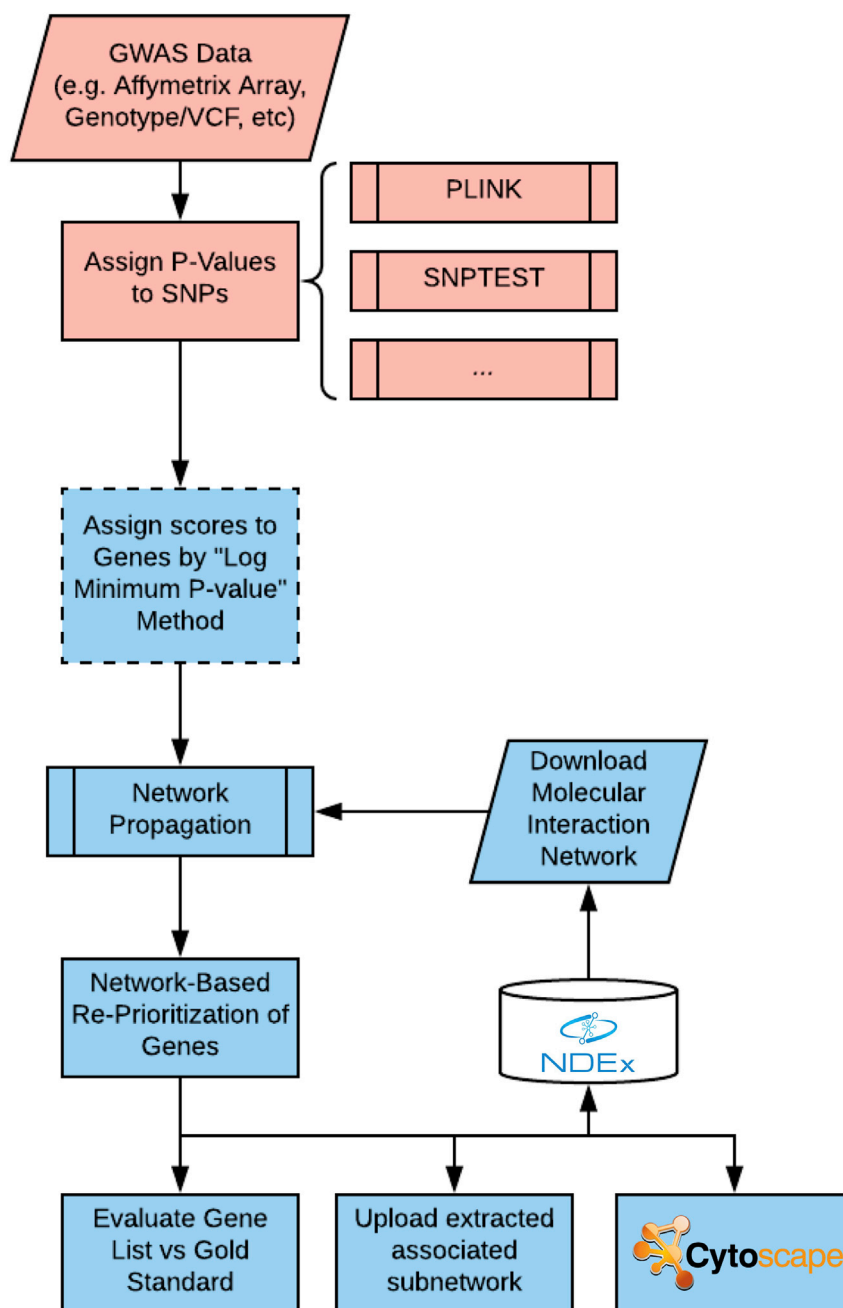 GWAS Data
(e.g. Affymetrix Array,
Genotype/VCF, etc)
PLINK
Assign P-Values
to SNPs
SNPTEST
...
Assign scores to
Genes by "Log
Minimum P-value"
Method
Network
Propagation
Download
Molecular
Interaction
Network
Network-Based
Re-Prioritization of
Genes
NDEx
Evaluate Gene
List vs Gold
Standard
Upload extracted
associated
subnetwork
Cytoscape